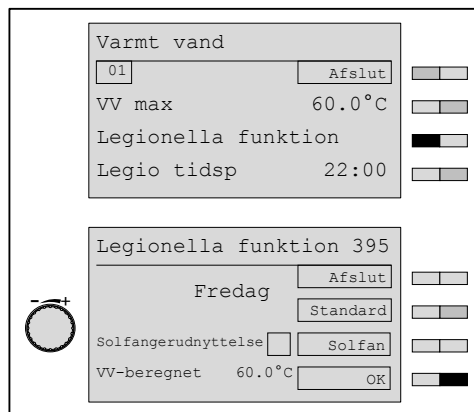 Varmt vand
01 Afslut
VV max 60.0°C
Legionella funktion
Legio tidsp 22:00
Legionella funktion 395
Afslut
Fredag
Standard
Solfangerudnyttelse Solfan
VV-beregnet 60.0°C OK
- +